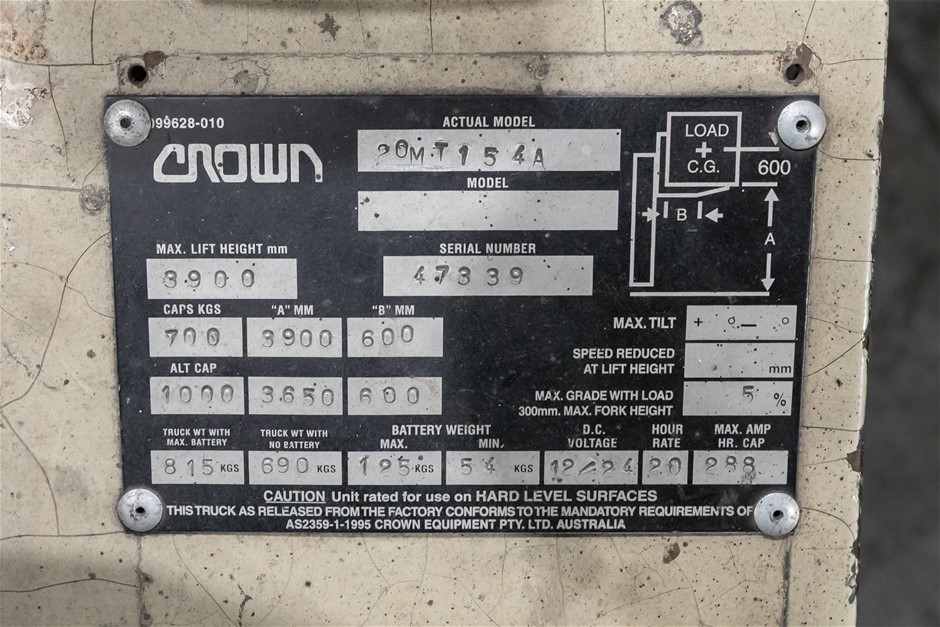 099628-010
CROWN
ACTUAL MODEL
20MT154A
MODEL
LOAD
+
C.G.
600
B
A
MAX. LIFT HEIGHT mm
3900
SERIAL NUMBER
47339
CAPS KGS "A" MM "B" MM
700 3900 600
MAX. TILT + o — o
SPEED REDUCED
AT LIFT HEIGHT mm
ALT CAP
1000 3650 600
MAX. GRADE WITH LOAD
300mm. MAX. FORK HEIGHT 5 %
TRUCK WT WITH
MAX. BATTERY
TRUCK WT WITH
NO BATTERY
BATTERY WEIGHT
MAX. MIN.
D.C.
VOLTAGE
HOUR
RATE
MAX. AMP
HR. CAP
815 KGS 690 KGS 125 KGS 54 KGS 12/24 20 288
CAUTION Unit rated for use on HARD LEVEL SURFACES
THIS TRUCK AS RELEASED FROM THE FACTORY CONFORMS TO THE MANDATORY REQUIREMENTS OF
AS2359-1-1995 CROWN EQUIPMENT PTY. LTD. AUSTRALIA